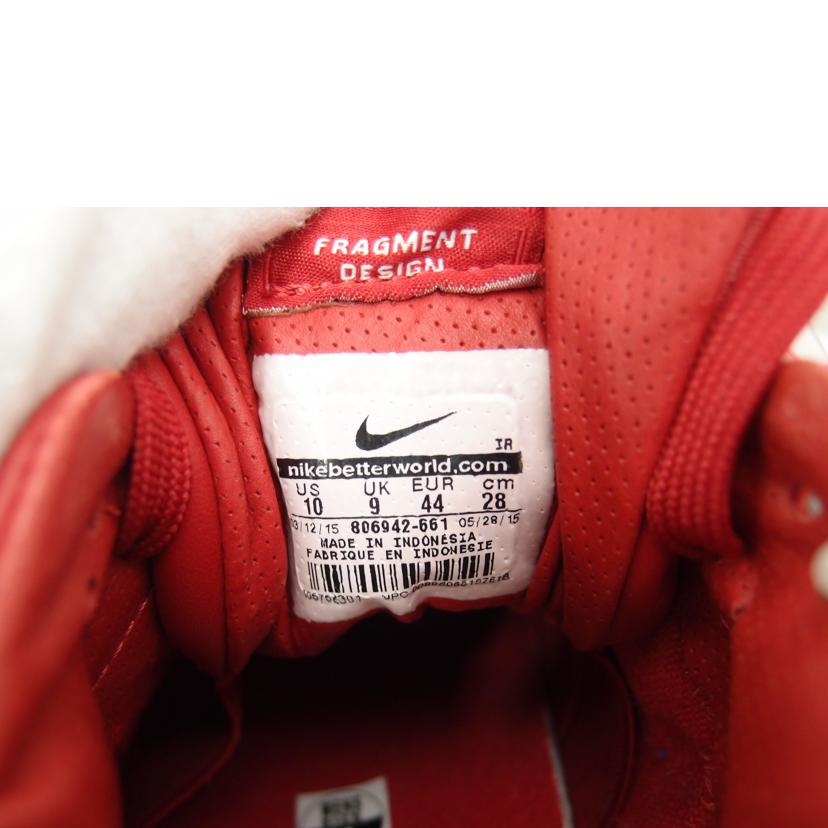 FRAGMENT
DESIGN
IR
nikebetterworld.com
US UK EUR cm
10 9 44 28
03/12/15 806942-661 05/28/15
MADE IN INDONESIA
FABRIQUE EN INDONESIE
UPC